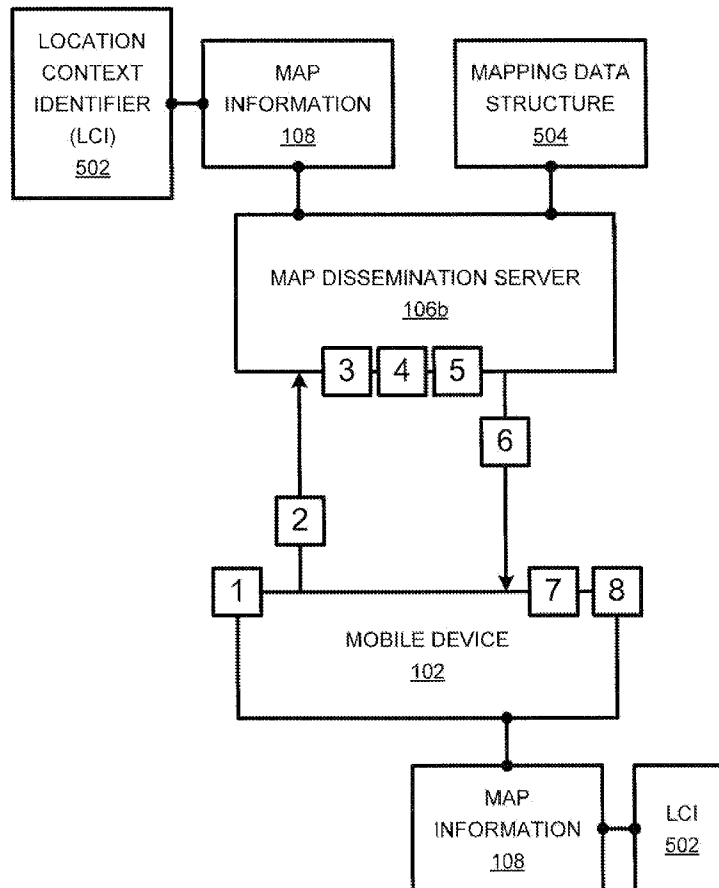 LOCATION
CONTEXT
IDENTIFIER
(LCI)
502
MAP
INFORMATION
108
MAPPING DATA
STRUCTURE
504
MAP DISSEMINATION SERVER
106b
3 4 5
6
2
1
7 8
MOBILE DEVICE
102
MAP
INFORMATION
108
LCI
502